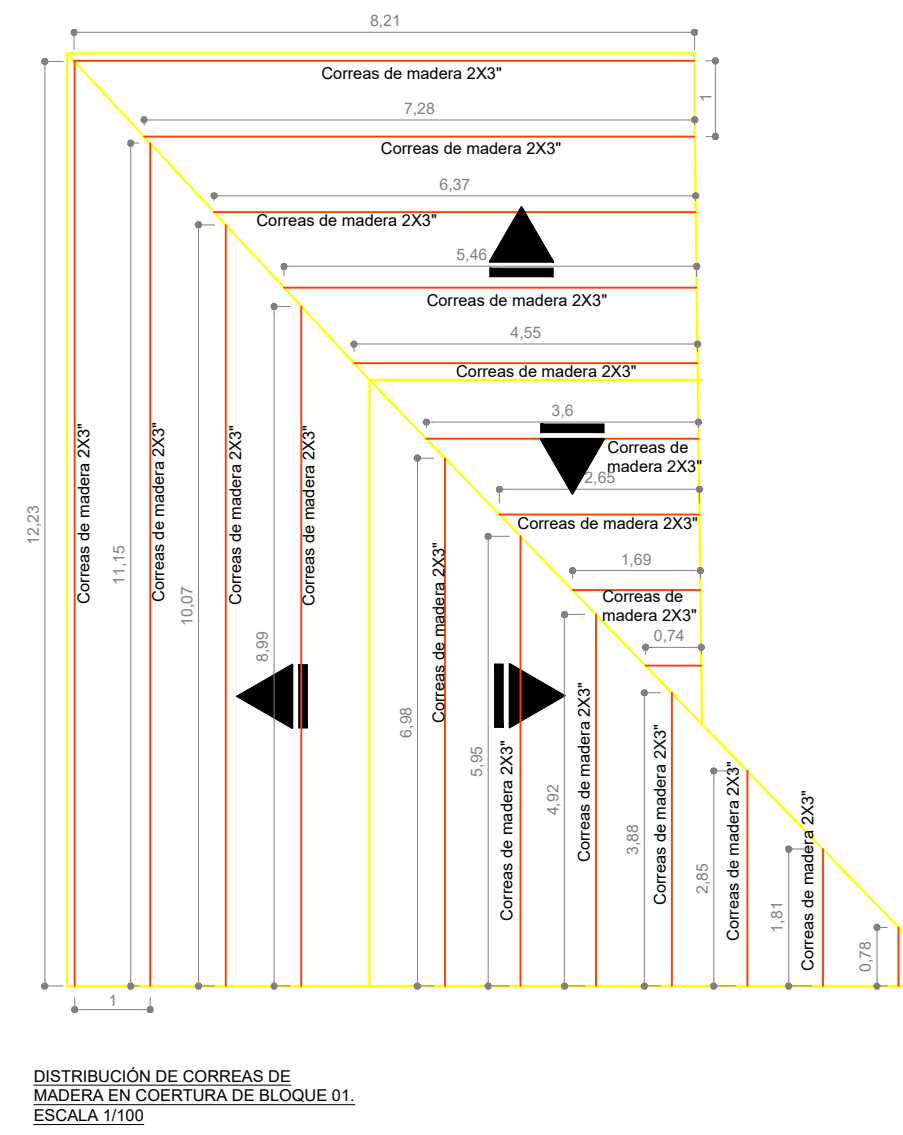 8,21
Correas de madera 2X3"
1
7,28
Correas de madera 2X3"
6,37
Correas de madera 2X3"
5,46
Correas de madera 2X3"
4,55
Correas de madera 2X3"
3,6
Correas de
madera 2X3"
2,65
Correas de madera 2X3"
1,69
Correas de
madera 2X3"
0,74
12,23
Correas de madera 2X3"
11,15
Correas de madera 2X3"
10,07
Correas de madera 2X3"
8,99
Correas de madera 2X3"
6,98
Correas de madera 2X3"
5,95
Correas de madera 2X3"
4,92
Correas de madera 2X3"
3,88
Correas de madera 2X3"
2,85
Correas de madera 2X3"
1,81
Correas de madera 2X3"
0,78
1
DISTRIBUCIÓN DE CORREAS DE
MADERA EN COERTURA DE BLOQUE 01.
ESCALA 1/100